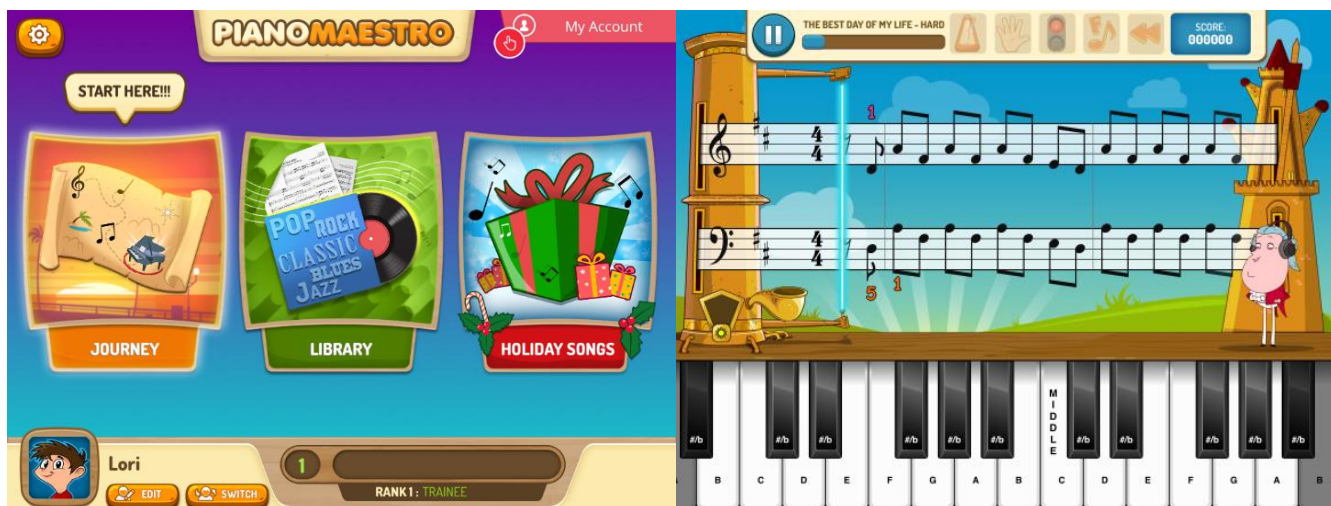 PIANOMAESTRO
My Account
START HERE!!!
POP ROCK
CLASSIC
BLUES
JAZZ
JOURNEY
LIBRARY
HOLIDAY SONGS
Lori
EDIT
SWITCH
1
RANK 1: TRAINEE
THE BEST DAY OF MY LIFE - HARD
SCORE:
000000
1
4
4
4
4
5
1
MIDDLE
#/b #/b #/b #/b #/b #/b #/b #/b #/b #/b #/b
B C D E F G A B C D E F G A B